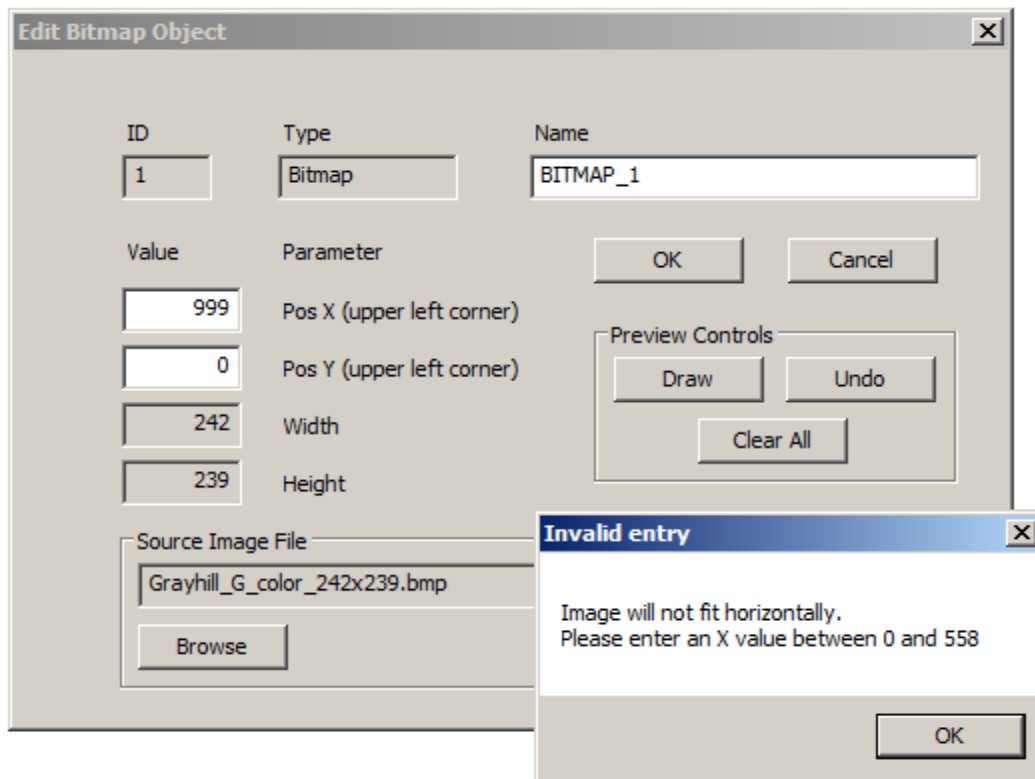 Edit Bitmap Object
ID Type Name
1 Bitmap BITMAP_1
Value Parameter OK Cancel
999 Pos X (upper left corner)
Preview Controls
0 Pos Y (upper left corner) Draw Undo
242 Width Clear All
239 Height
Source Image File
Grayhill_G_color_242x239.bmp
Browse
Invalid entry
Image will not fit horizontally.
Please enter an X value between 0 and 558
OK